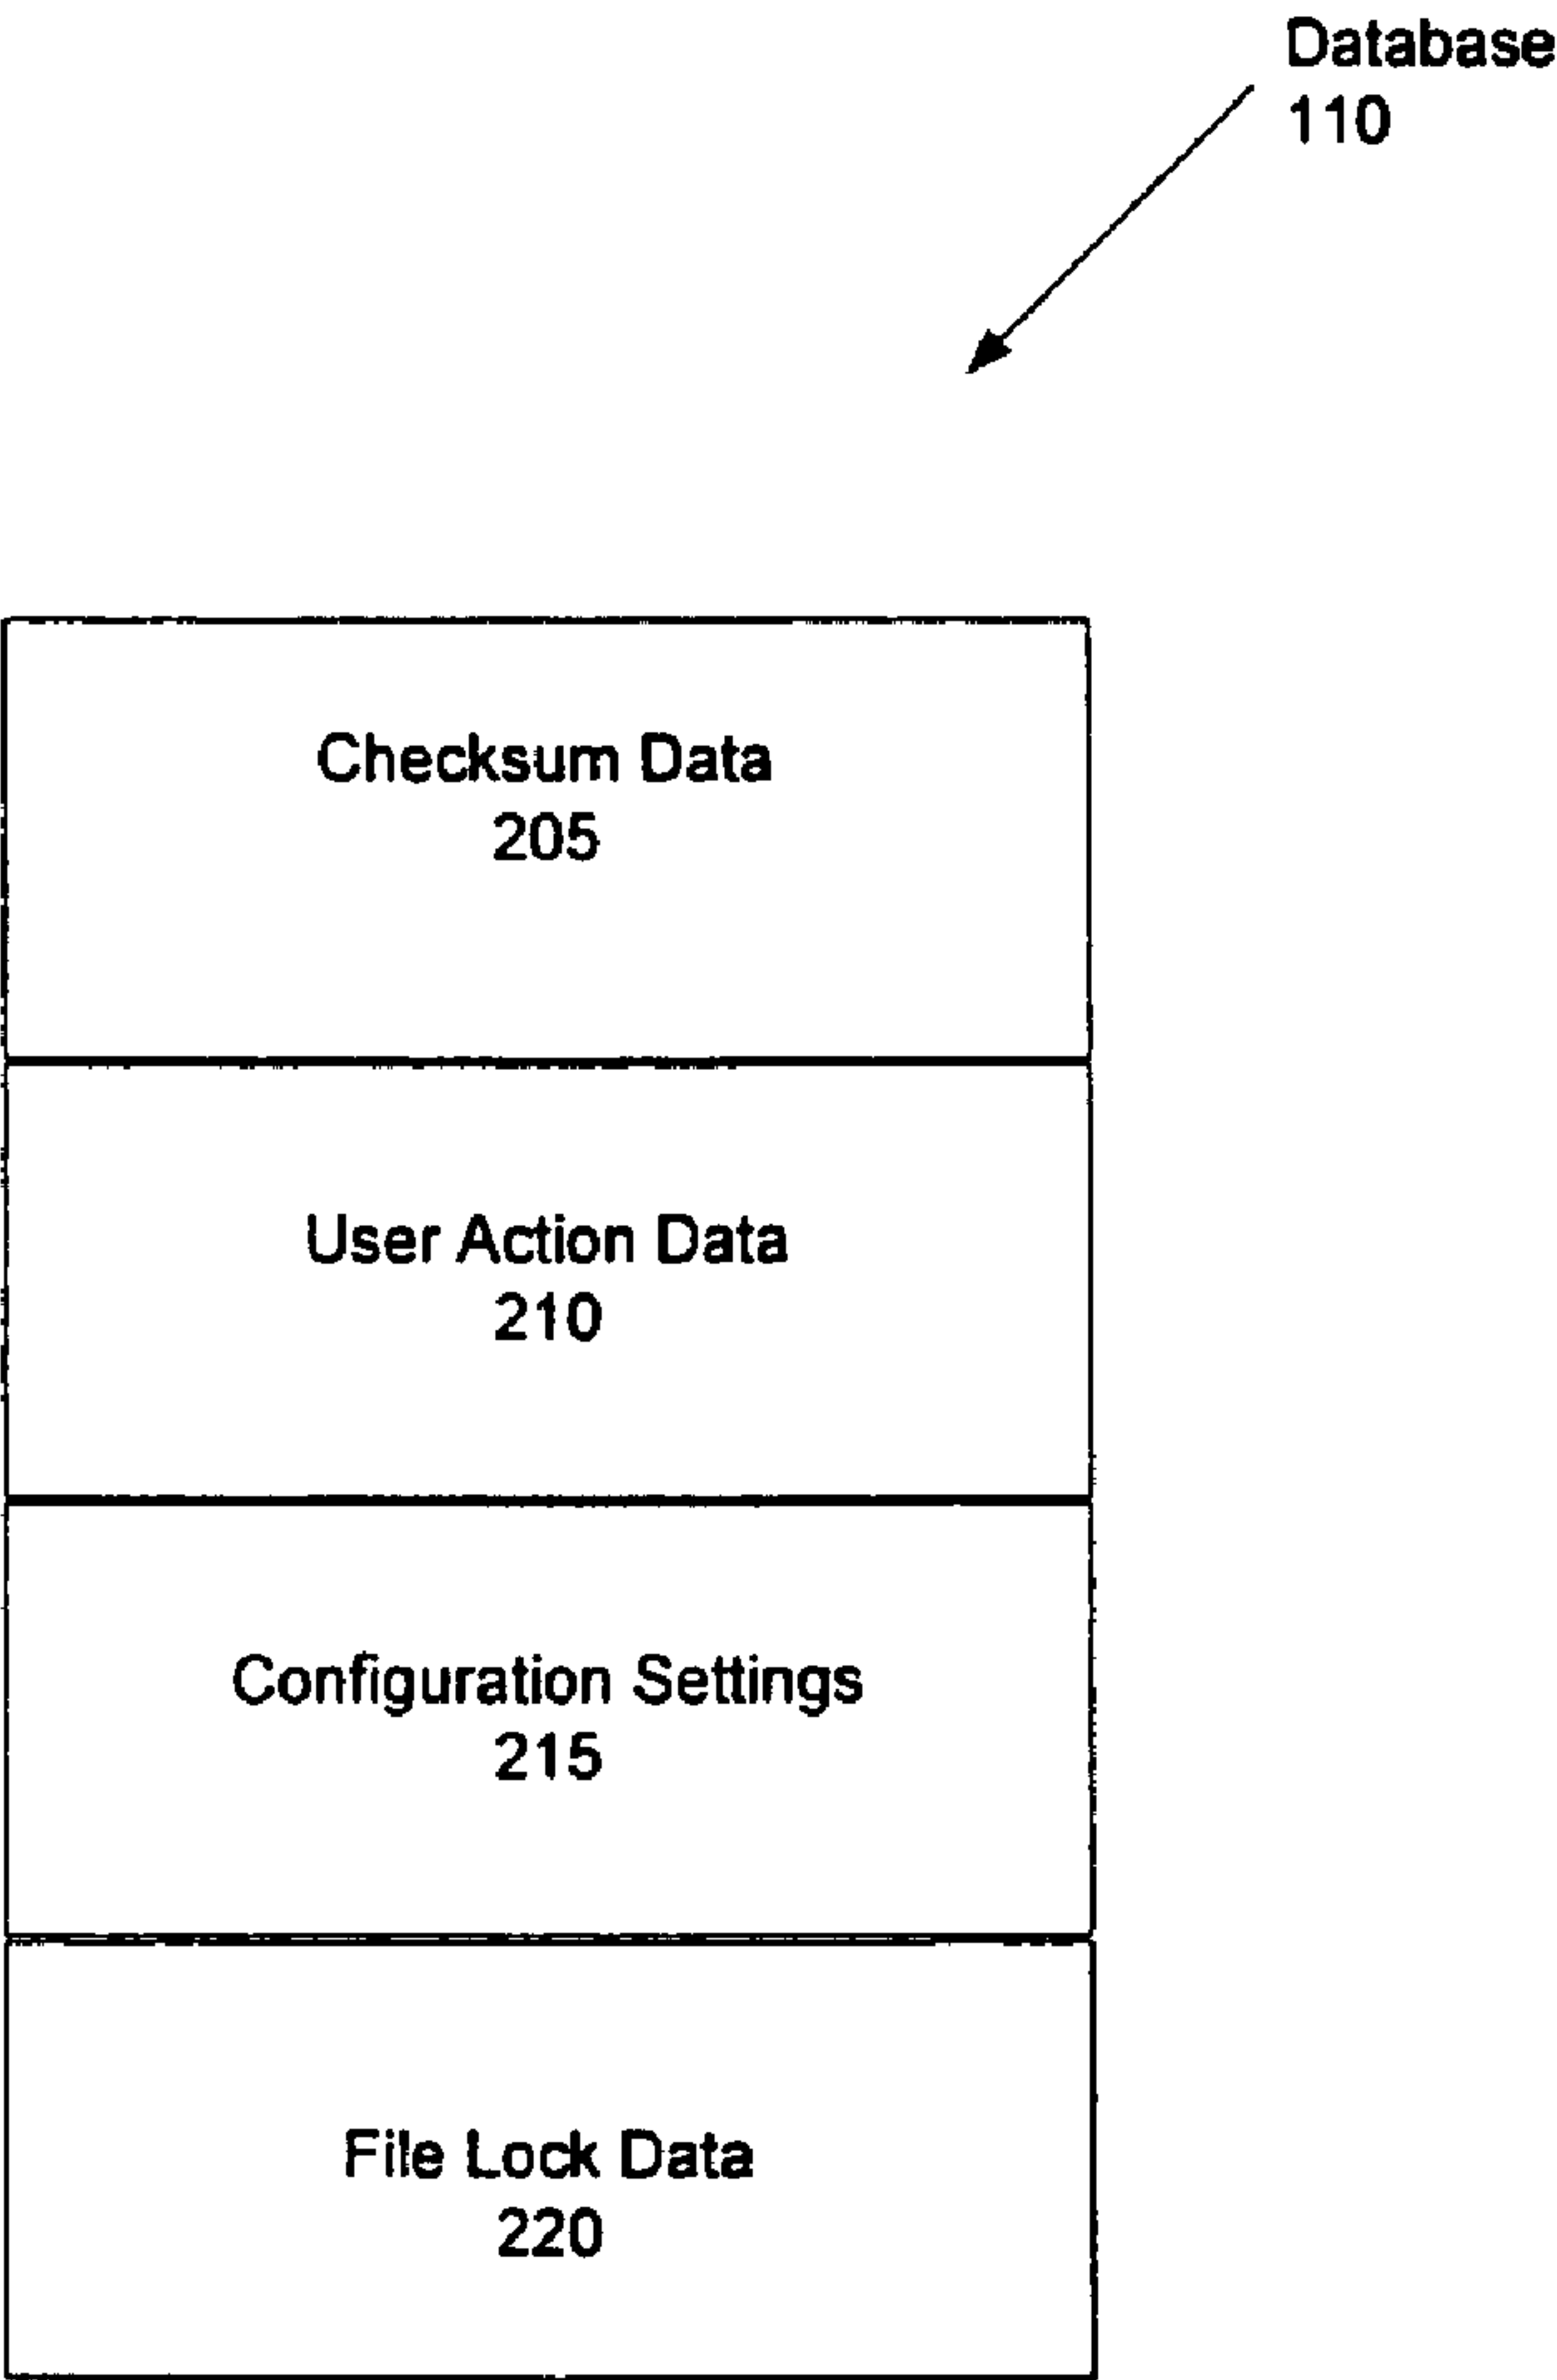 Database
110
Checksum Data
205
User Action Data
210
Configuration Settings
215
File Lock Data
220